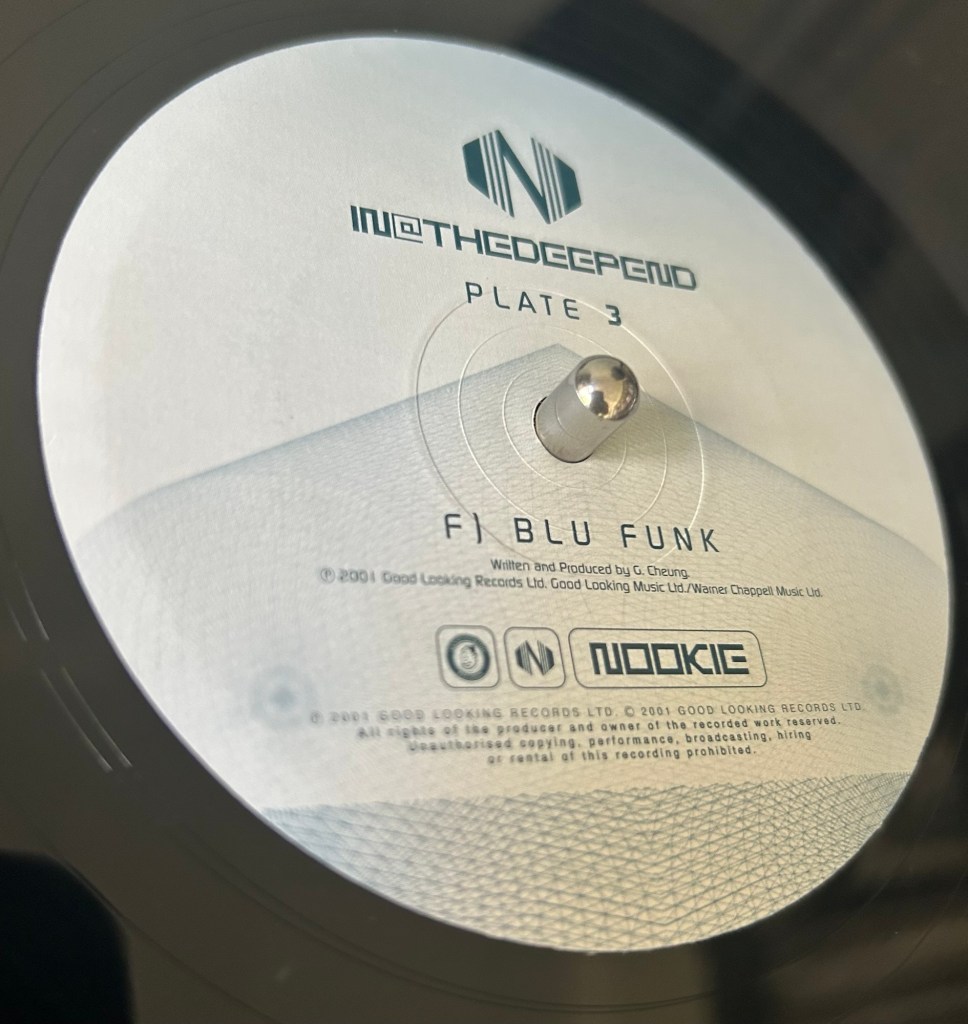 N
IN@THEDEEPEND
PLATE 3
F) BLU FUNK
Written and Produced by G. Cheung.
℗ 2001 Good Looking Records Ltd. Good Looking Music Ltd./Warner Chappell Music Ltd.
N NOOKIE
℗ 2001 GOOD LOOKING RECORDS LTD. © 2001 GOOD LOOKING RECORDS LTD.
All rights of the producer and owner of the recorded work reserved.
Unauthorised copying, performance, broadcasting, hiring
or rental of this recording prohibited.